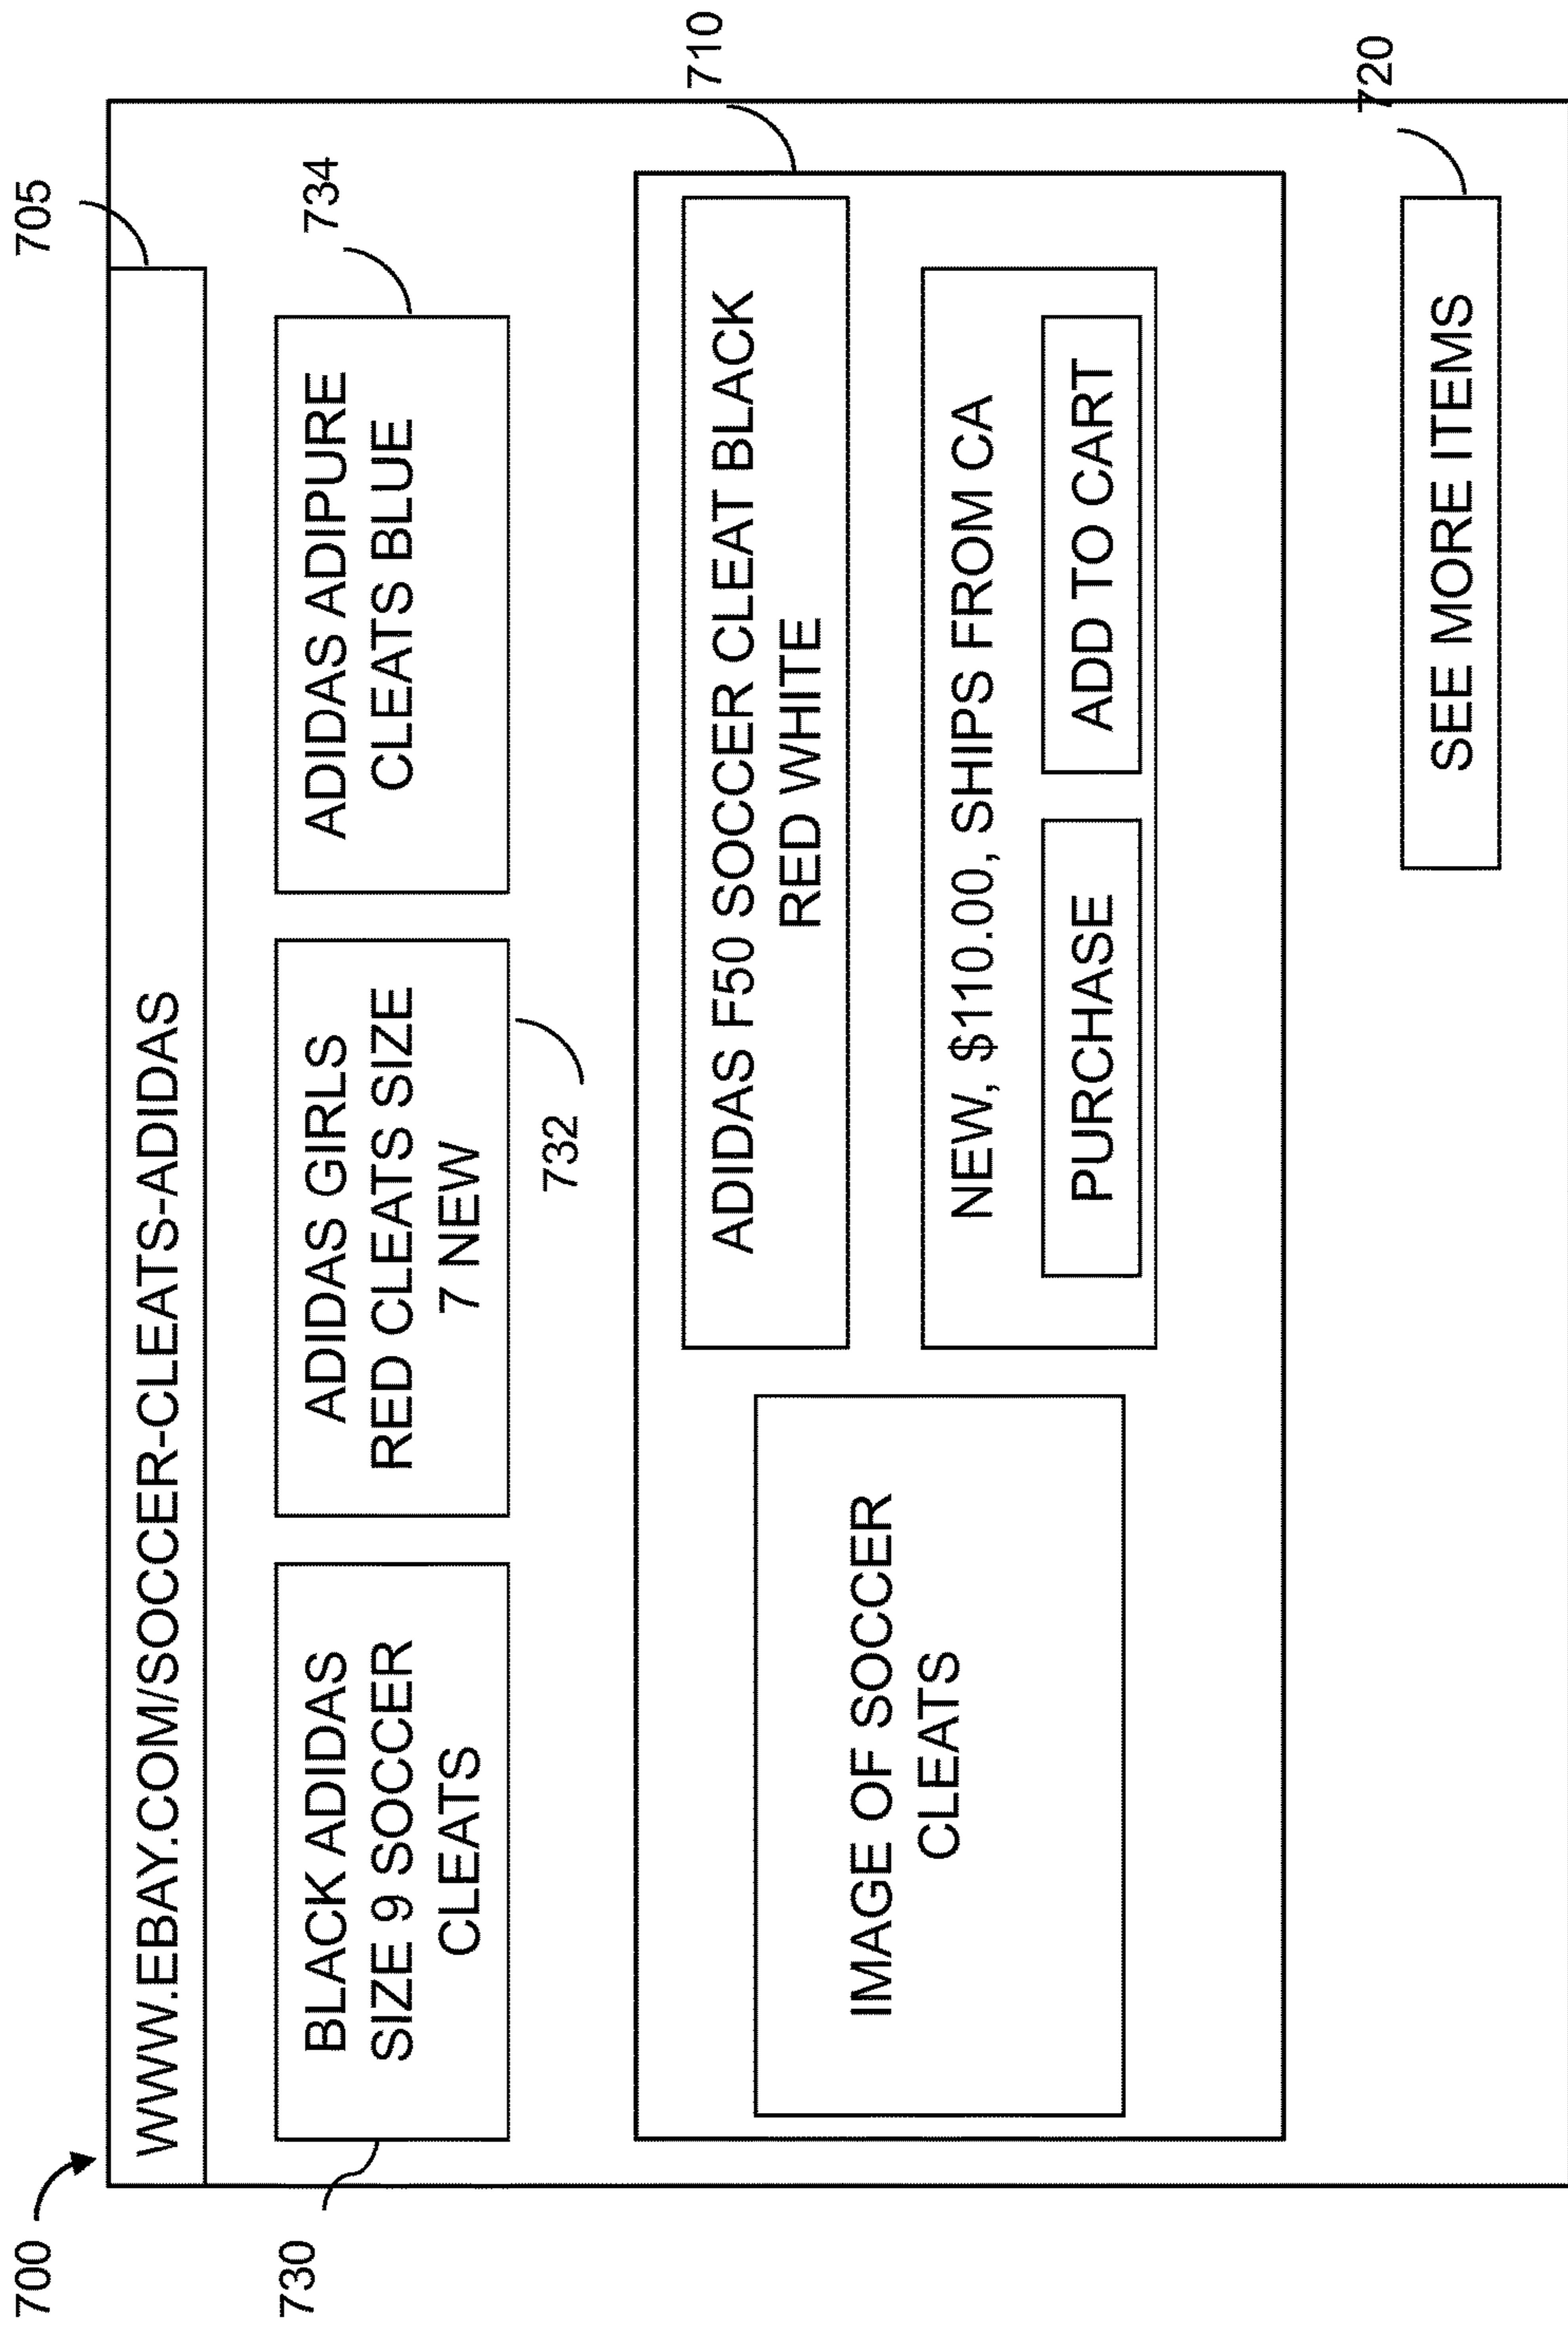 700
705
WWW.EBAY.COM/SOCCER-CLEATS-ADIDAS
730
BLACK ADIDAS
SIZE 9 SOCCER
CLEATS
ADIDAS GIRLS
RED CLEATS SIZE
7 NEW
732
ADIDAS ADIPURE
CLEATS BLUE
734
710
IMAGE OF SOCCER
CLEATS
ADIDAS F50 SOCCER CLEAT BLACK
RED WHITE
NEW, $110.00, SHIPS FROM CA
PURCHASE
ADD TO CART
720
SEE MORE ITEMS